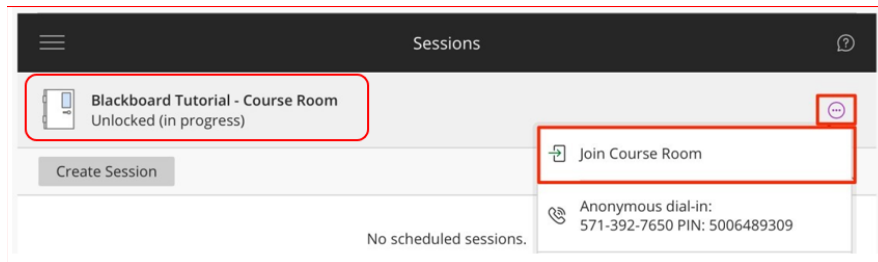 Sessions
Blackboard Tutorial - Course Room
Unlocked (in progress)
Join Course Room
Create Session
Anonymous dial-in:
571-392-7650 PIN: 5006489309
No scheduled sessions.